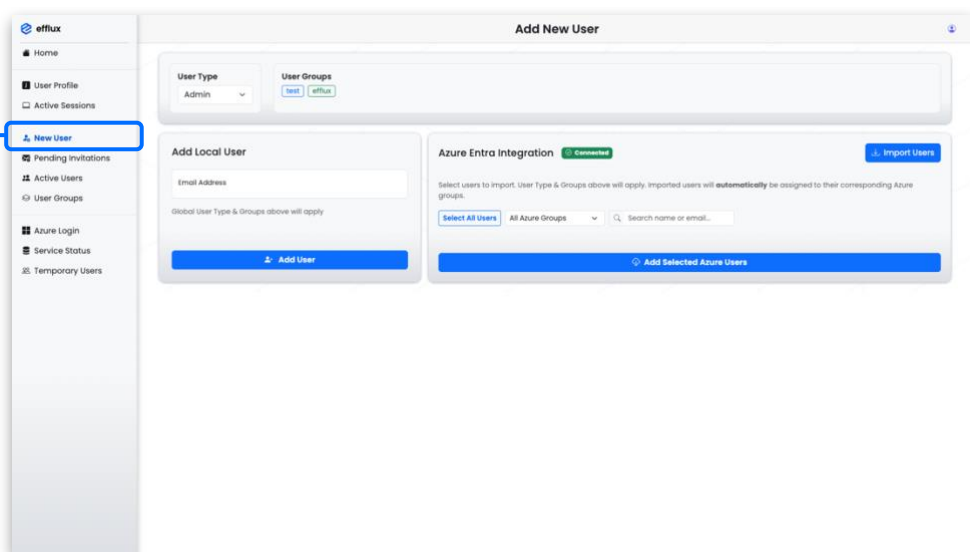 efflux
Add New User
Home
User Profile
Active Sessions
New User
Pending Invitations
Active Users
User Groups
Azure Login
Service Status
Temporary Users
User Type
Admin
User Groups
test efflux
Add Local User
Email Address
Global User Type & Groups above will apply
Add User
Azure Entra Integration Connected
Import Users
Select users to import. User Type & Groups above will apply. Imported users will automatically be assigned to their corresponding Azure
groups.
Select All Users All Azure Groups Search name or email...
Add Selected Azure Users